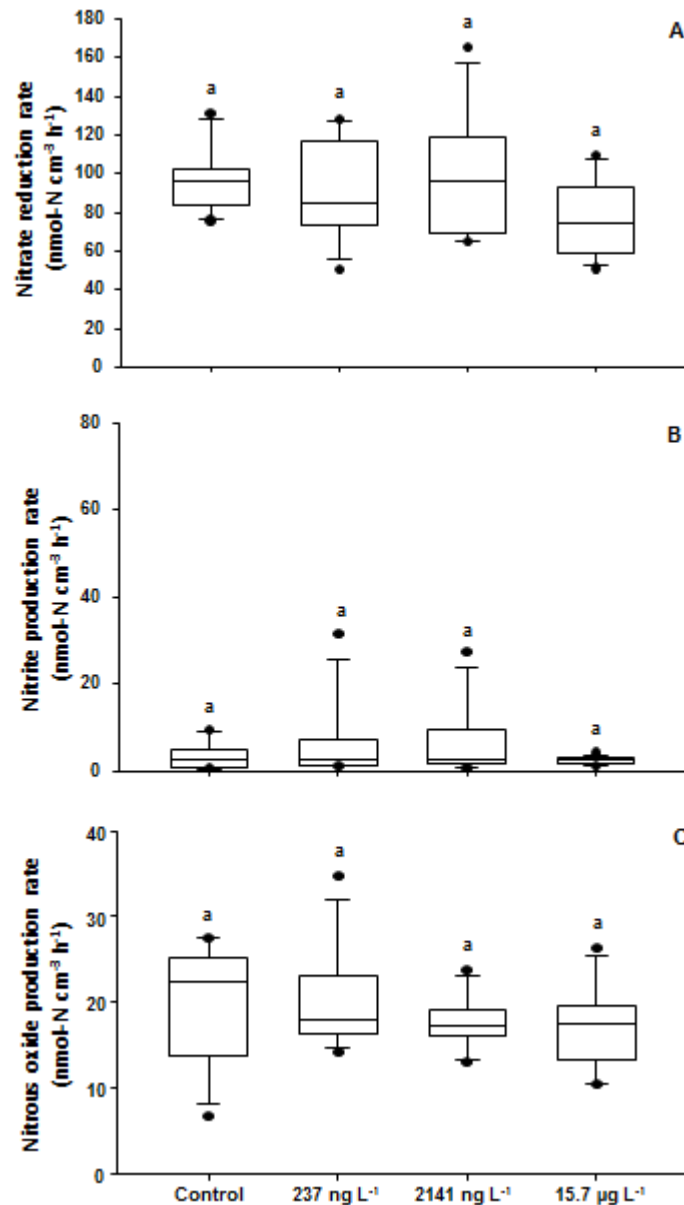 A
Nitrate reduction rate
(nmol-N cm⁻³ h⁻¹)
180
160
140
120
100
80
60
40
20
0
a
a
a
a
B
Nitrite production rate
(nmol-N cm⁻³ h⁻¹)
80
60
40
20
0
a
a
a
a
C
Nitrous oxide production rate
(nmol-N cm⁻³ h⁻¹)
40
30
20
10
0
a
a
a
a
Control 237 ng L⁻¹ 2141 ng L⁻¹ 15.7 µg L⁻¹